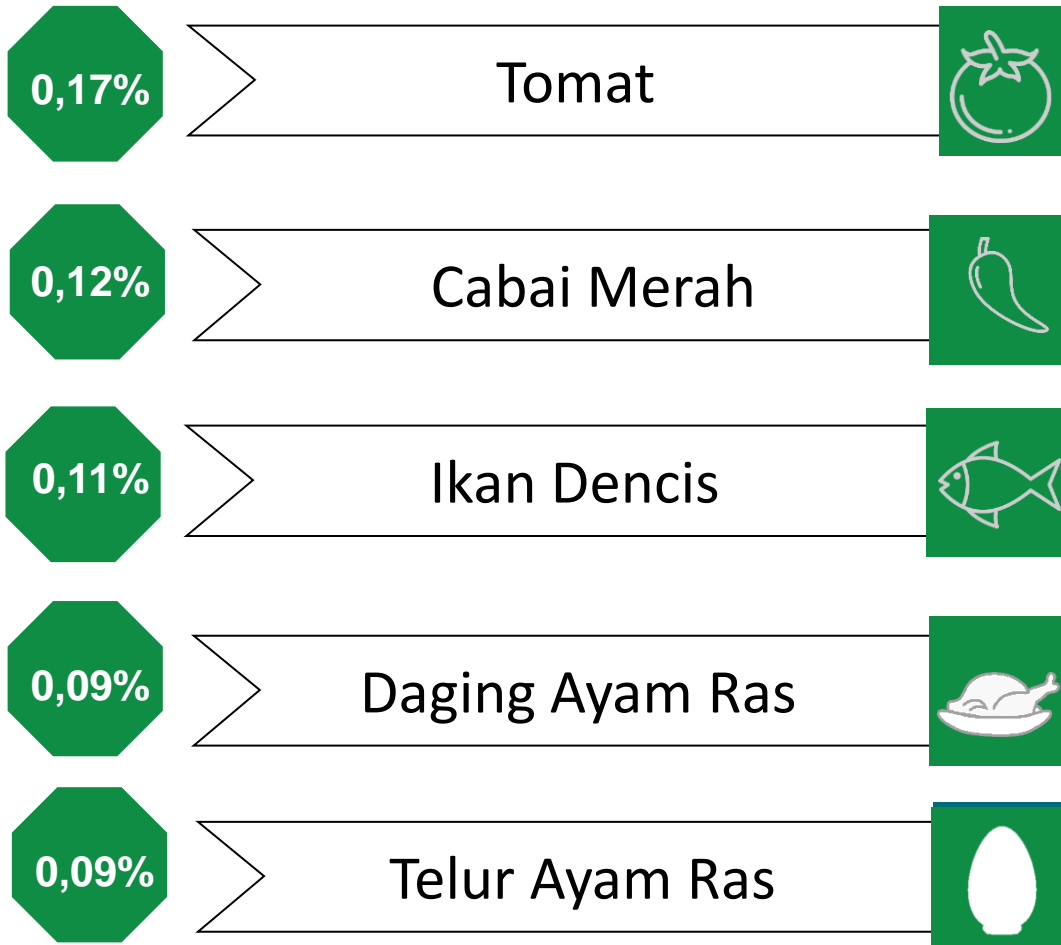 0,17% Tomat
0,12% Cabai Merah
0,11% Ikan Dencis
0,09% Daging Ayam Ras
0,09% Telur Ayam Ras